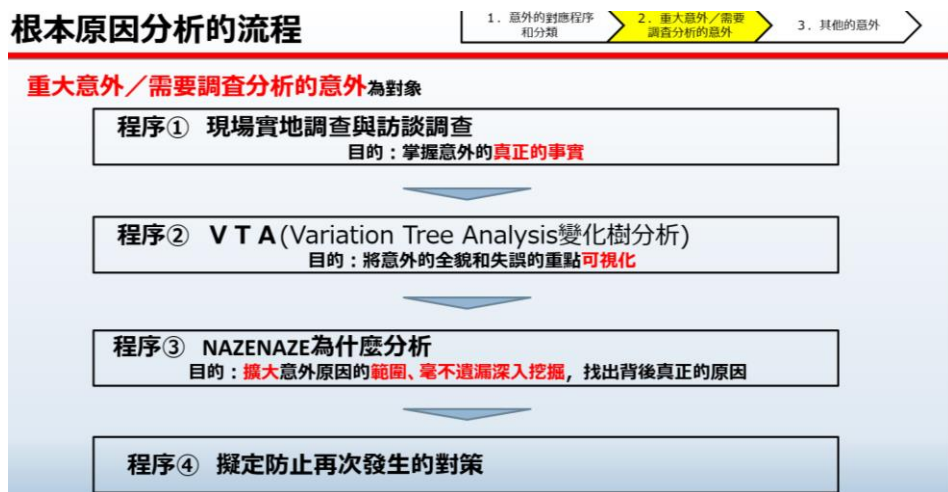 根本原因分析的流程
1. 意外的對應程序
和分類
2. 重大意外／需要
調查分析的意外
3. 其他的意外
重大意外／需要調查分析的意外為對象
程序① 現場實地調查與訪談調查
目的：掌握意外的真正的事實
程序② ＶＴＡ(Variation Tree Analysis變化樹分析)
目的：將意外的全貌和失誤的重點可視化
程序③ NAZENAZE為什麼分析
目的：擴大意外原因的範圍、毫不遺漏深入挖掘，找出背後真正的原因
程序④ 擬定防止再次發生的對策